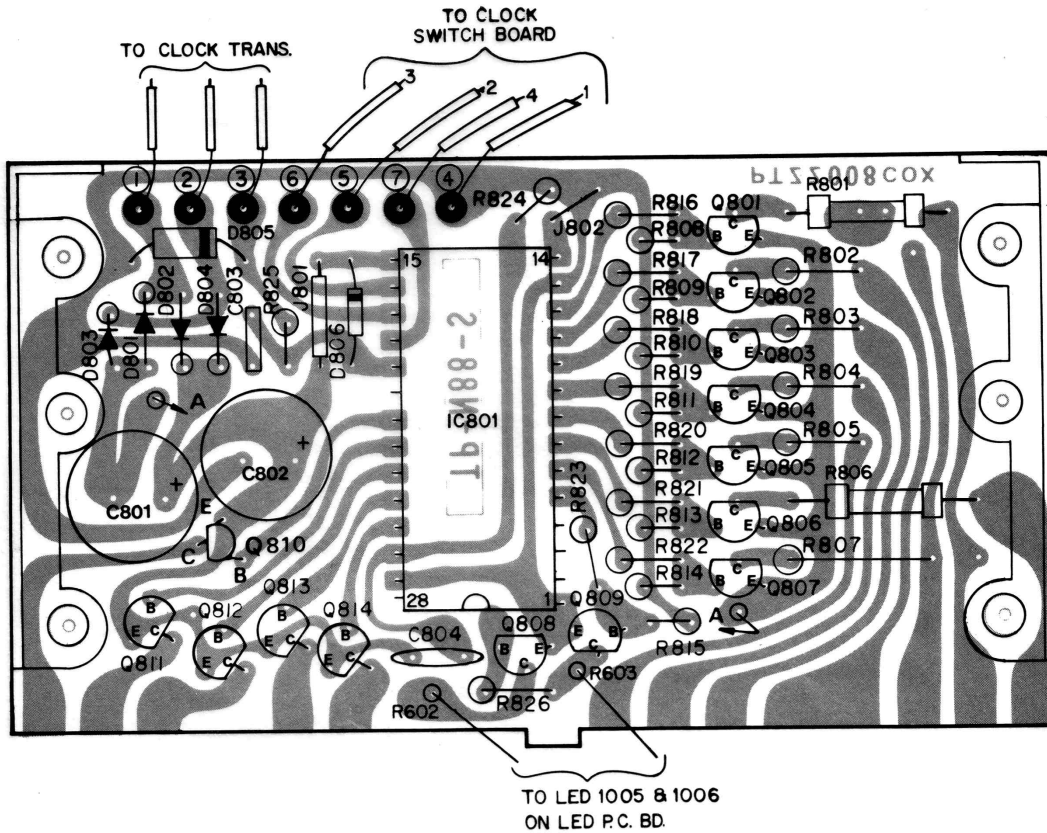 TO CLOCK
SWITCH BOARD
TO CLOCK TRANS.
3
2
4
1
1 2 3 6 5 7 4
PTZZ008COX
R801
R824
J802
R816
Q801
R808
C
B E
D805
D802
D804
C803
R825
J801
15
14
R817
R802
R809
C
B E
Q802
D803
D801
D806
R818
R803
R810
C
B E
Q803
TP-N88-S
IC801
A
R819
R804
R811
C
B E
Q804
+
C802
+
C801
R820
R805
R812
C
B E
Q805
R823
R821
R806
R813
C
B E
Q806
E
C
B
Q810
R822
R807
R814
C
B E
Q807
28
1
Q809
E B
C
A
R815
B
E C
Q811
Q812
B
E C
Q813
B
E C
Q814
B
E C
C804
Q808
B E
C
R603
R602
R826
TO LED 1005 & 1006
ON LED P.C. BD.